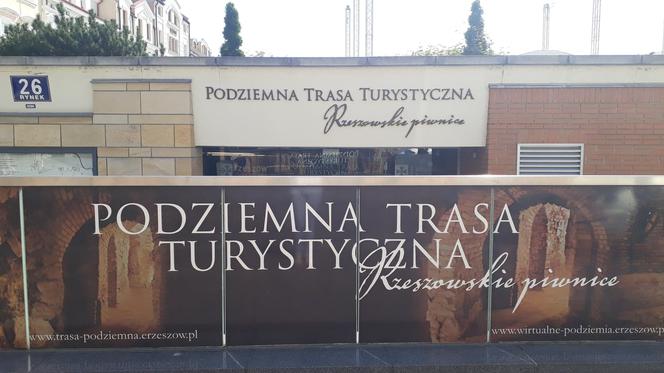 26
RYNEK
PODZIEMNA TRASA TURYSTYCZNA
Rzeszowskie piwnice
PODZIEMNA TRASA
TURYSTYCZNA
Rzeszowskie piwnice
www.trasa-podziemna.erzeszow.pl
www.wirtualne-podziemia.erzeszow.p